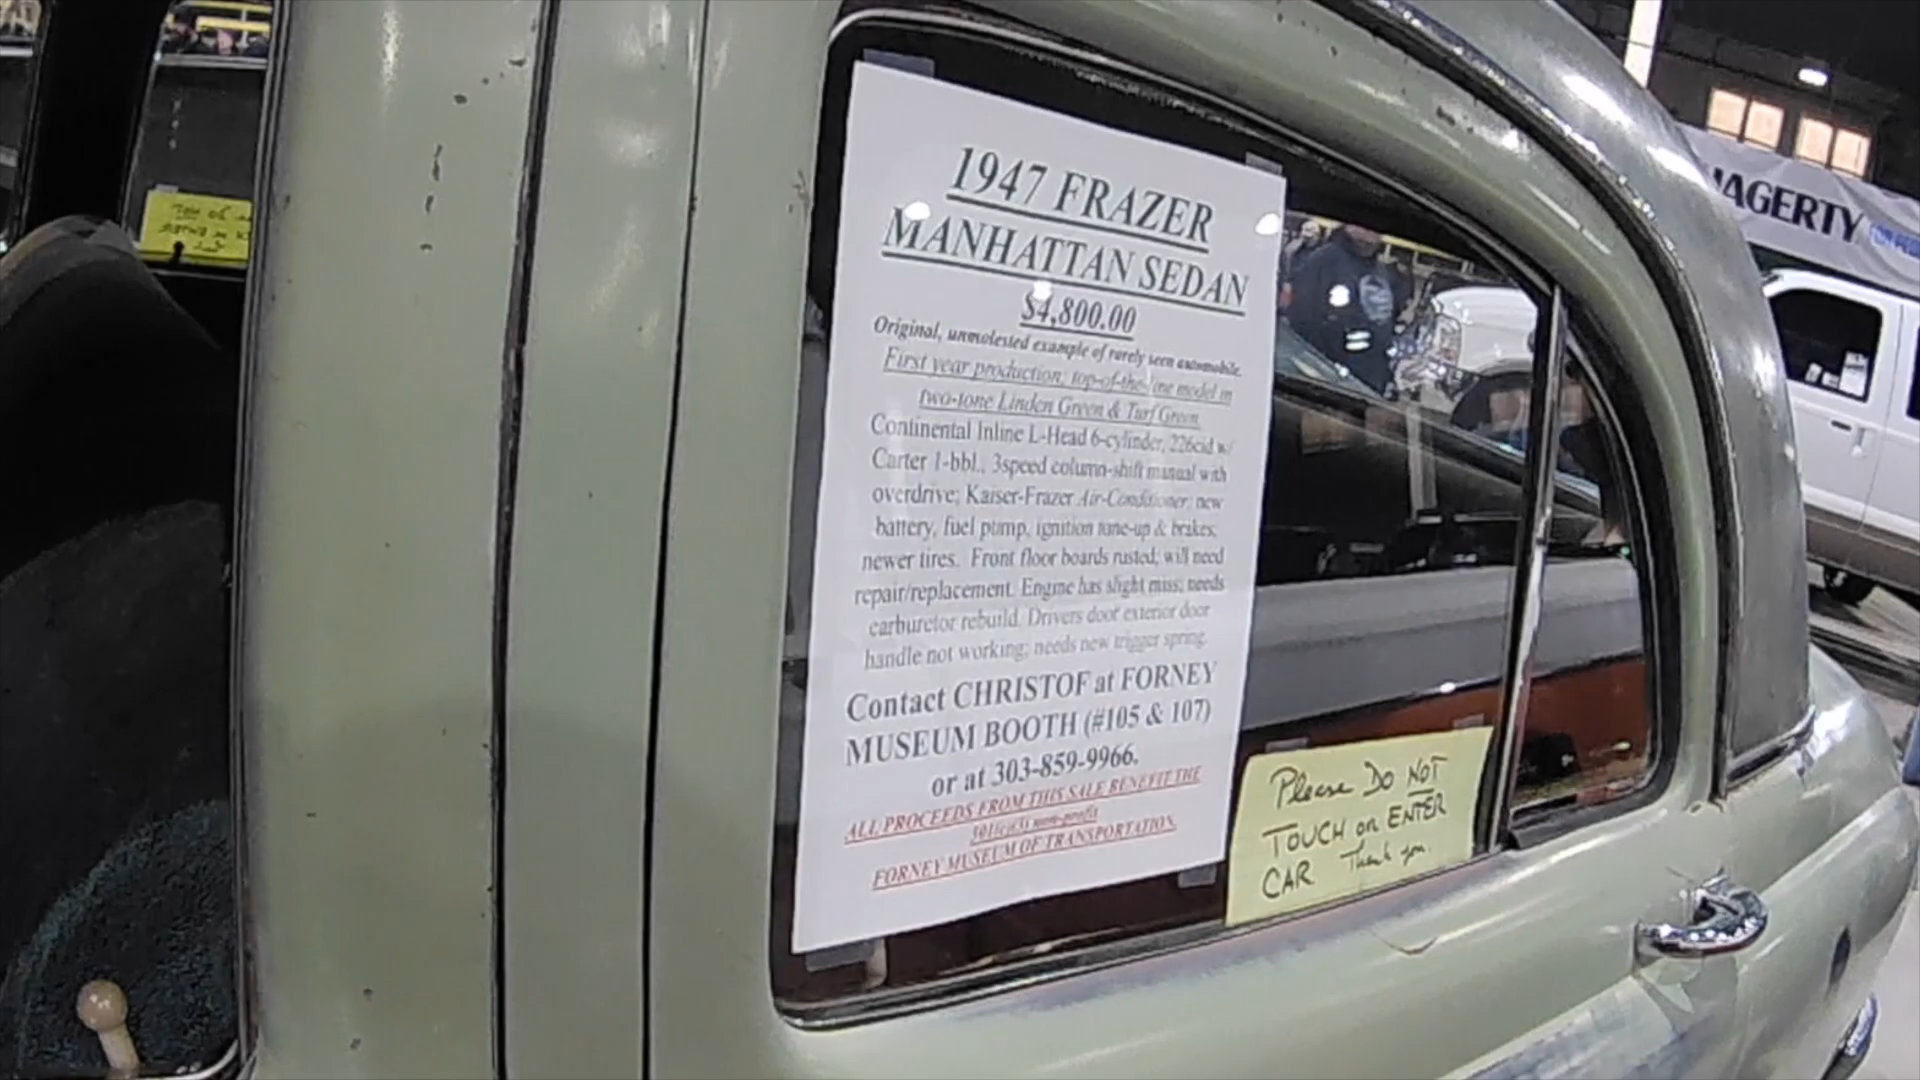 1947 FRAZER
MANHATTAN SEDAN
$4,800.00
Original, unmolested example of rarely seen automobile.
First year production; top-of-the-line model in
two-tone Linden Green & Turf Green
Continental Inline L-Head 6-cylinder, 226cid w/
Carter 1-bbl., 3speed column-shift manual with
overdrive; Kaiser-Frazer Air-Conditioner; new
battery, fuel pump, ignition tune-up & brakes;
newer tires. Front floor boards rusted; will need
repair/replacement. Engine has slight miss; needs
carburetor rebuild. Drivers door exterior door
handle not working; needs new trigger spring.
Contact CHRISTOF at FORNEY
MUSEUM BOOTH (#105 & 107)
or at 303-859-9966.
ALL PROCEEDS FROM THIS SALE BENEFIT THE
non-profit
FORNEY MUSEUM OF TRANSPORTATION.
Please DO NOT
TOUCH or ENTER
CAR Thank you.
HAGERTY